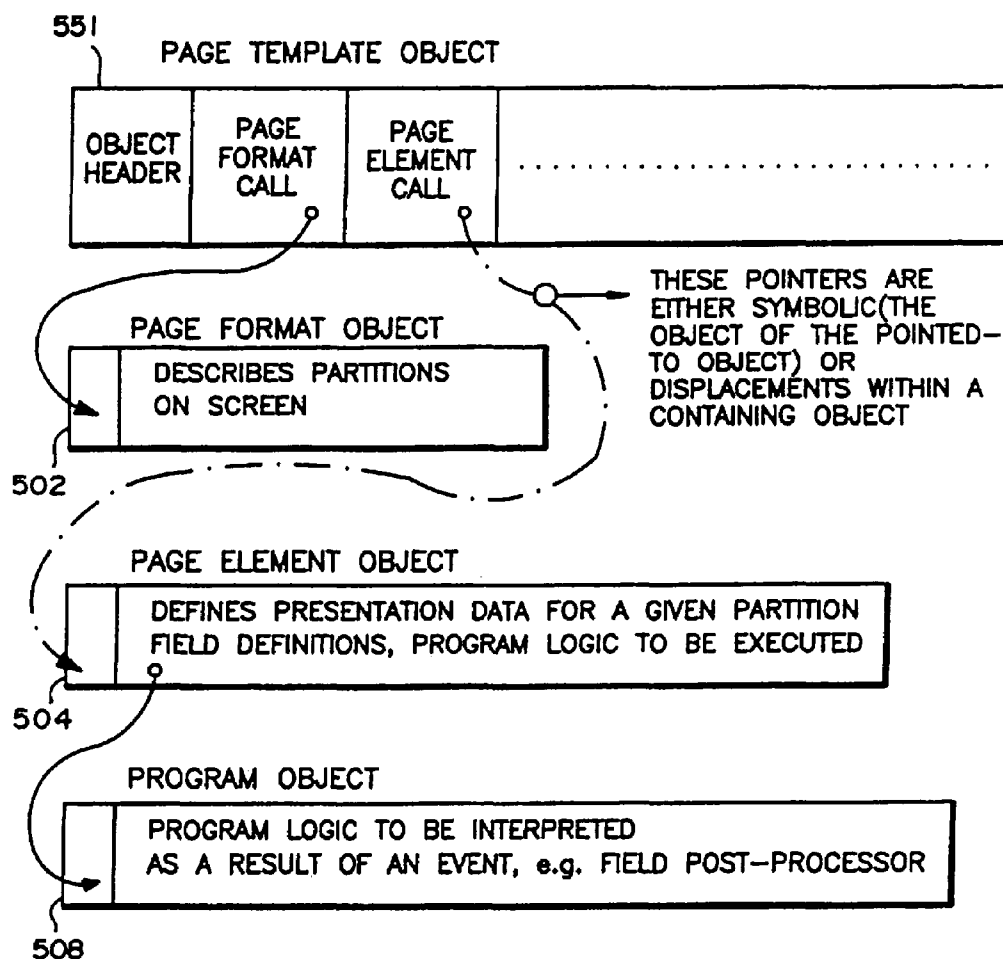 551
PAGE TEMPLATE OBJECT
OBJECT
HEADER
PAGE
FORMAT
CALL
PAGE
ELEMENT
CALL
. . . . . . . . . . . . . . . . . . . . . . . . . . .
THESE POINTERS ARE
EITHER SYMBOLIC(THE
OBJECT OF THE POINTED-
TO OBJECT) OR
DISPLACEMENTS WITHIN A
CONTAINING OBJECT
PAGE FORMAT OBJECT
DESCRIBES PARTITIONS
ON SCREEN
502
PAGE ELEMENT OBJECT
DEFINES PRESENTATION DATA FOR A GIVEN PARTITION
FIELD DEFINITIONS, PROGRAM LOGIC TO BE EXECUTED
504
PROGRAM OBJECT
PROGRAM LOGIC TO BE INTERPRETED
AS A RESULT OF AN EVENT, e.g. FIELD POST-PROCESSOR
508